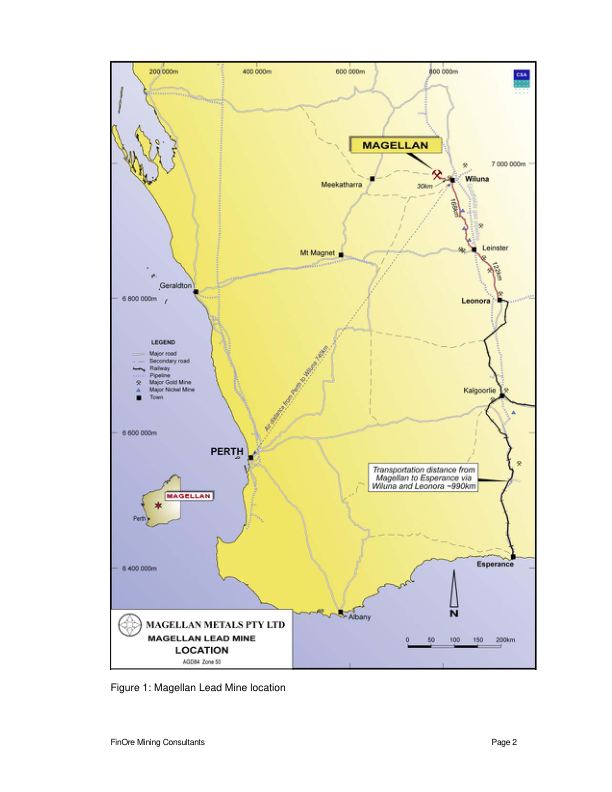 200 000m
400 000m
600 000m
800 000m
CSA
MAGELLAN
7 000 000m
Meekatharra
30km
Wiluna
168km
Mt Magnet
Leinster
122km
Geraldton
6 800 000m
Leonora
LEGEND
Major road
Secondary road
Railway
Pipeline
Major Gold Mine
Major Nickel Mine
Town
Air distance from Perth to Wiluna 740km
Kalgoorlie
6 600 000m
PERTH
Transportation distance from
Magellan to Esperance via
Wiluna and Leonora ~990km
MAGELLAN
Perth
6 400 000m
Esperance
N
MAGELLAN METALS PTY LTD
MAGELLAN LEAD MINE
LOCATION
AGD84 Zone 50
Albany
0 50 100 150 200km
Figure 1: Magellan Lead Mine location
FinOre Mining Consultants
Page 2